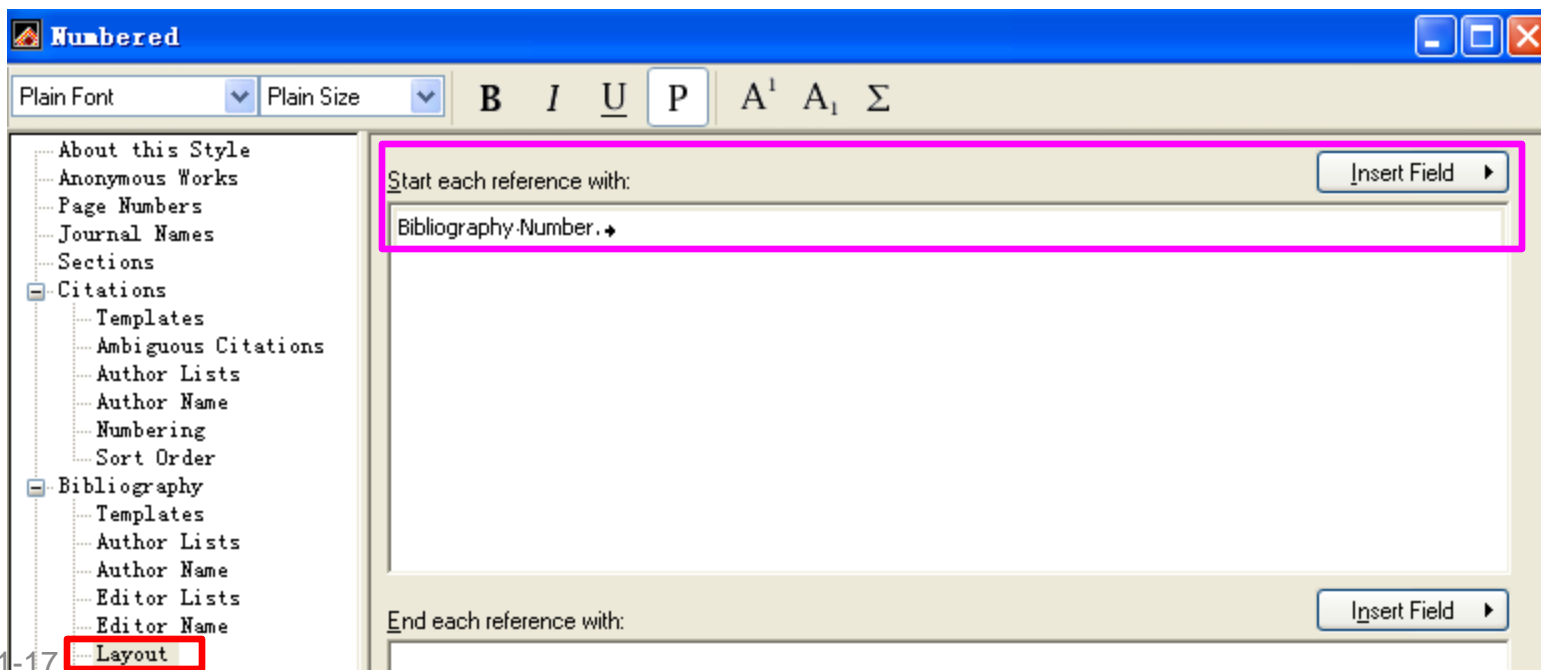 Numbered
Plain Font Plain Size B I U P A¹ A₁ Σ
About this Style
Anonymous Works
Page Numbers
Journal Names
Sections
Citations
Templates
Ambiguous Citations
Author Lists
Author Name
Numbering
Sort Order
Bibliography
Templates
Author Lists
Author Name
Editor Lists
Editor Name
Layout
Start each reference with:
Insert Field
Bibliography·Number.→
End each reference with:
Insert Field
1-17